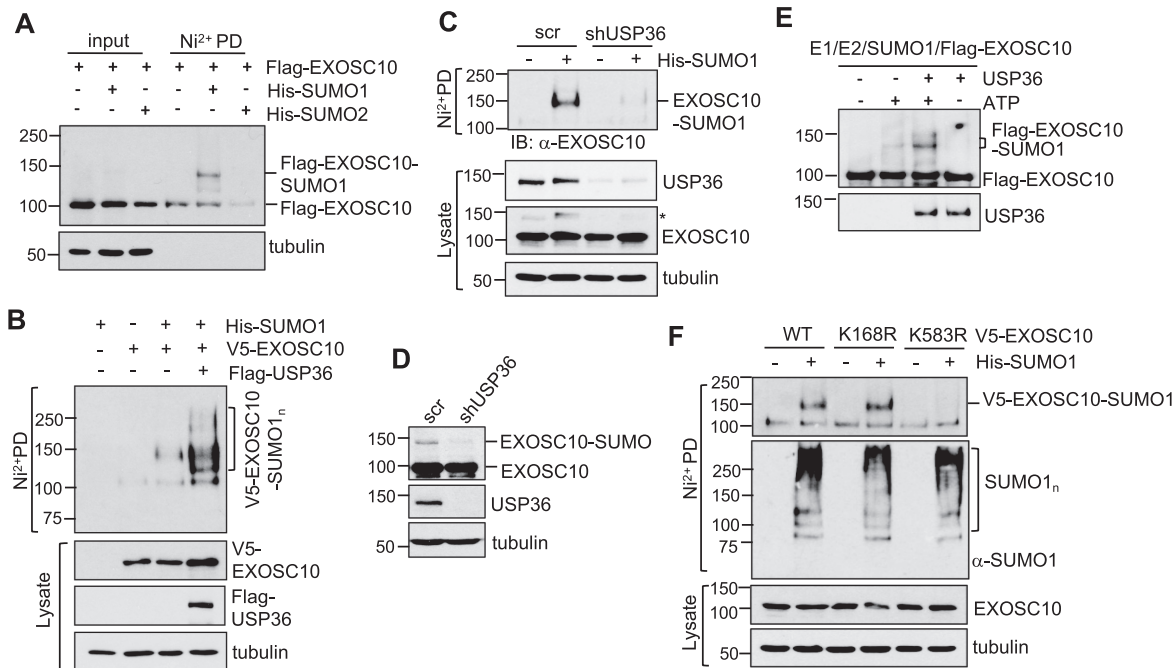 A
input Ni²⁺ PD
+ + + + + + Flag-EXOSC10
- + - - + - His-SUMO1
- - + - - + His-SUMO2
250
150
100
Flag-EXOSC10-
SUMO1
Flag-EXOSC10
50
tubulin
B
+ - + + His-SUMO1
- + + + V5-EXOSC10
- - - + Flag-USP36
Ni²⁺PD
250
150
100
75
V5-EXOSC10
-SUMO1n
Lysate
V5-
EXOSC10
Flag-
USP36
tubulin
C
scr shUSP36
- + - + His-SUMO1
Ni²⁺PD
250
150
100
EXOSC10
-SUMO1
IB: α-EXOSC10
Lysate
150
USP36
150
*
100
EXOSC10
50
tubulin
D
scr
shUSP36
150
EXOSC10-SUMO
100
EXOSC10
150
USP36
50
tubulin
E
E1/E2/SUMO1/Flag-EXOSC10
- - + + USP36
- + + - ATP
150
Flag-EXOSC10
-SUMO1
100
Flag-EXOSC10
150
USP36
F
WT K168R K583R V5-EXOSC10
- + - + - + His-SUMO1
Ni²⁺ PD
250
150
V5-EXOSC10-SUMO1
100
250
150
100
75
SUMO1n
α-SUMO1
Lysate
150
100
EXOSC10
50
tubulin